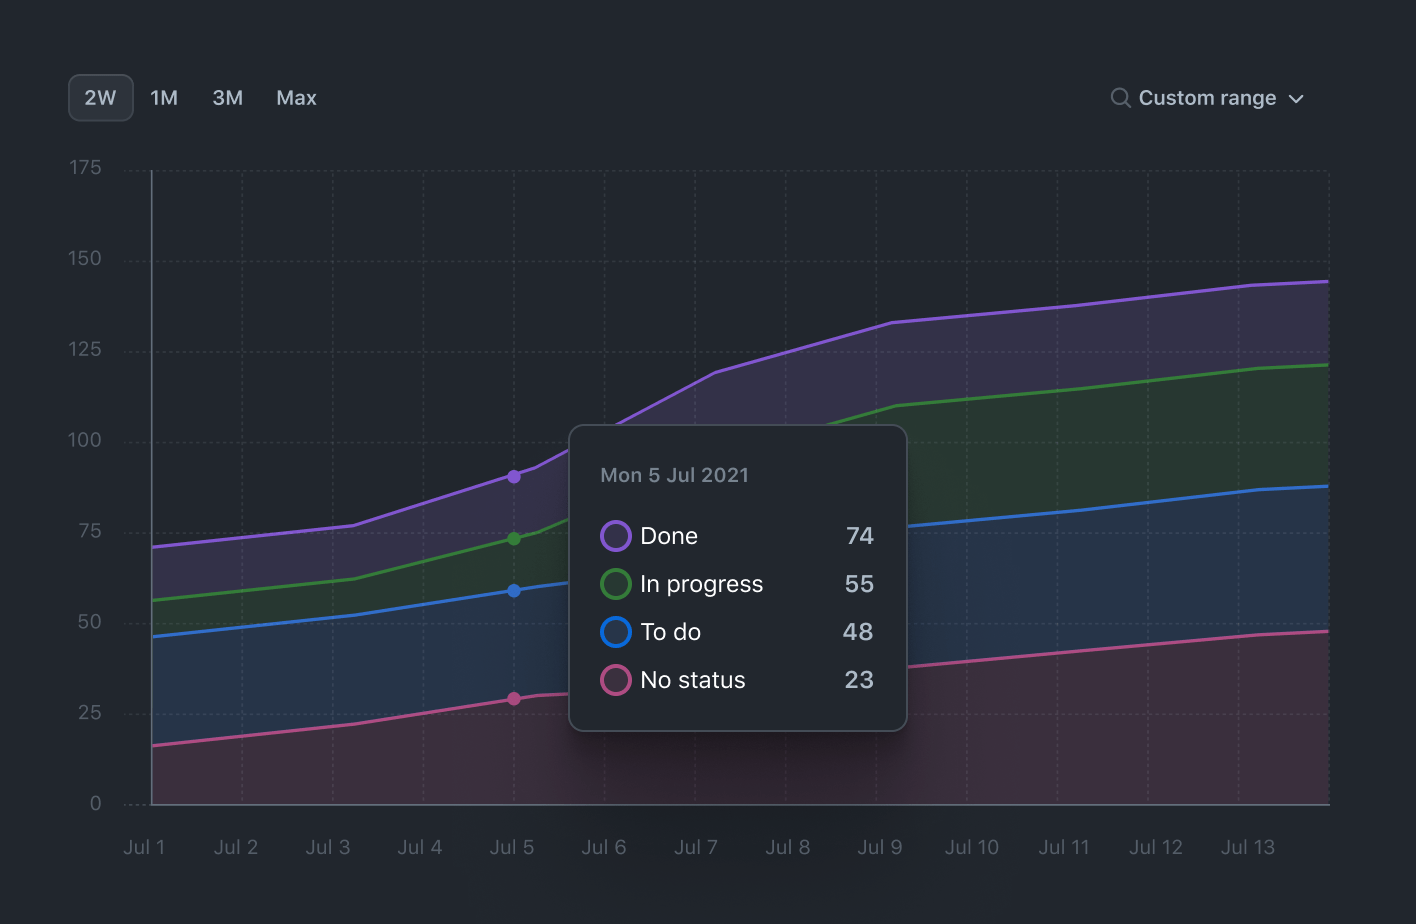 2W 1M 3M Max Custom range
175
150
125
100
75
50
25
0
Mon 5 Jul 2021
Done 74
In progress 55
To do 48
No status 23
Jul 1 Jul 2 Jul 3 Jul 4 Jul 5 Jul 6 Jul 7 Jul 8 Jul 9 Jul 10 Jul 11 Jul 12 Jul 13